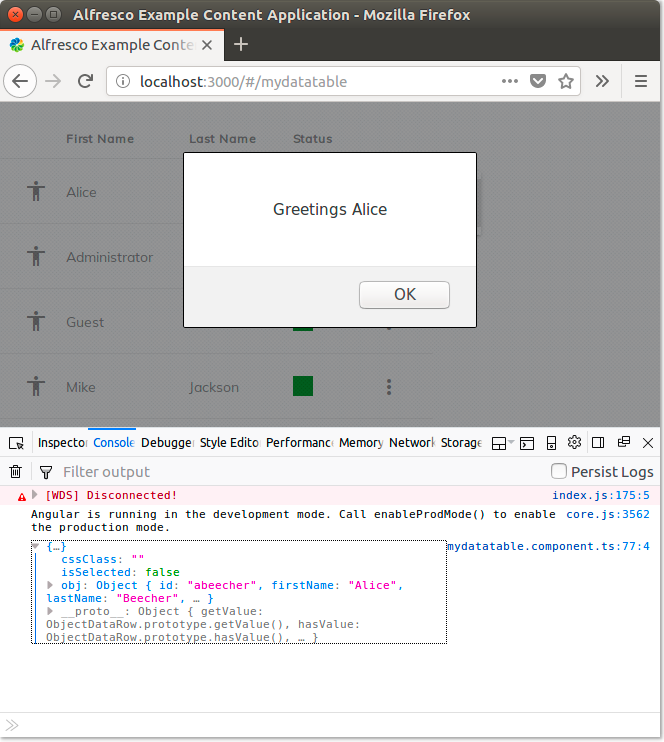 Alfresco Example Content Application - Mozilla Firefox
Alfresco Example Conte
localhost:3000/#/mydatatable
First Name Last Name Status
Alice
Greetings Alice
Administrator
OK
Guest
Mike Jackson
Inspector Console Debugger Style Editor Performance Memory Network Storage
Filter output Persist Logs
[WDS] Disconnected! index.js:175:5
Angular is running in the development mode. Call enableProdMode() to enable core.js:3562
the production mode.
{…} mydatatable.component.ts:77:4
cssClass: ""
isSelected: false
obj: Object { id: "abeecher", firstName: "Alice",
lastName: "Beecher", … }
__proto__: Object { getValue:
ObjectDataRow.prototype.getValue(), hasValue:
ObjectDataRow.prototype.hasValue(), … }